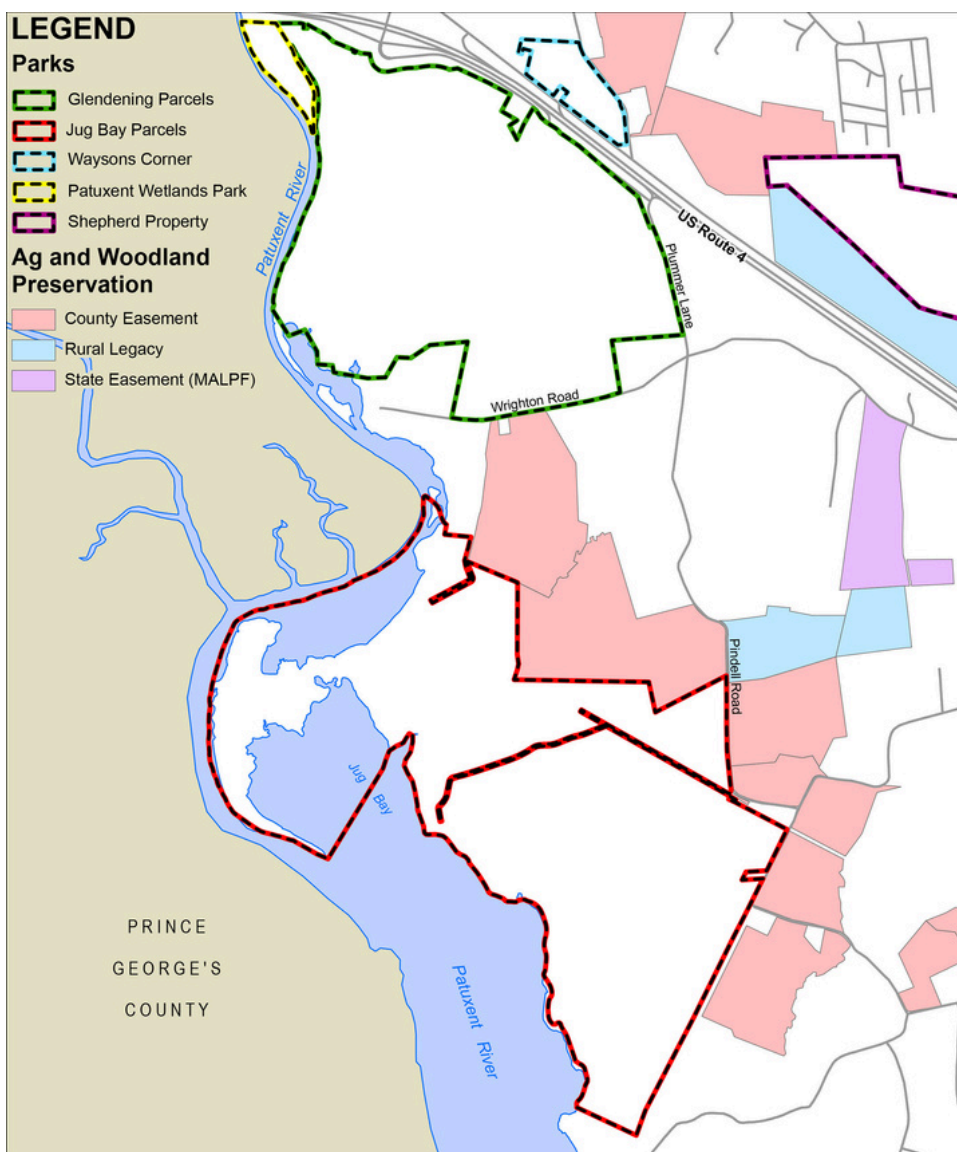 LEGEND
Parks
Glendening Parcels
Jug Bay Parcels
Waysons Corner
Patuxent Wetlands Park
Shepherd Property
Ag and Woodland
Preservation
County Easement
Rural Legacy
State Easement (MALPF)
Patuxent River
US Route 4
Plummer Lane
Wrighton Road
Pindell Road
Jug Bay
PRINCE
GEORGE'S
COUNTY
Patuxent River